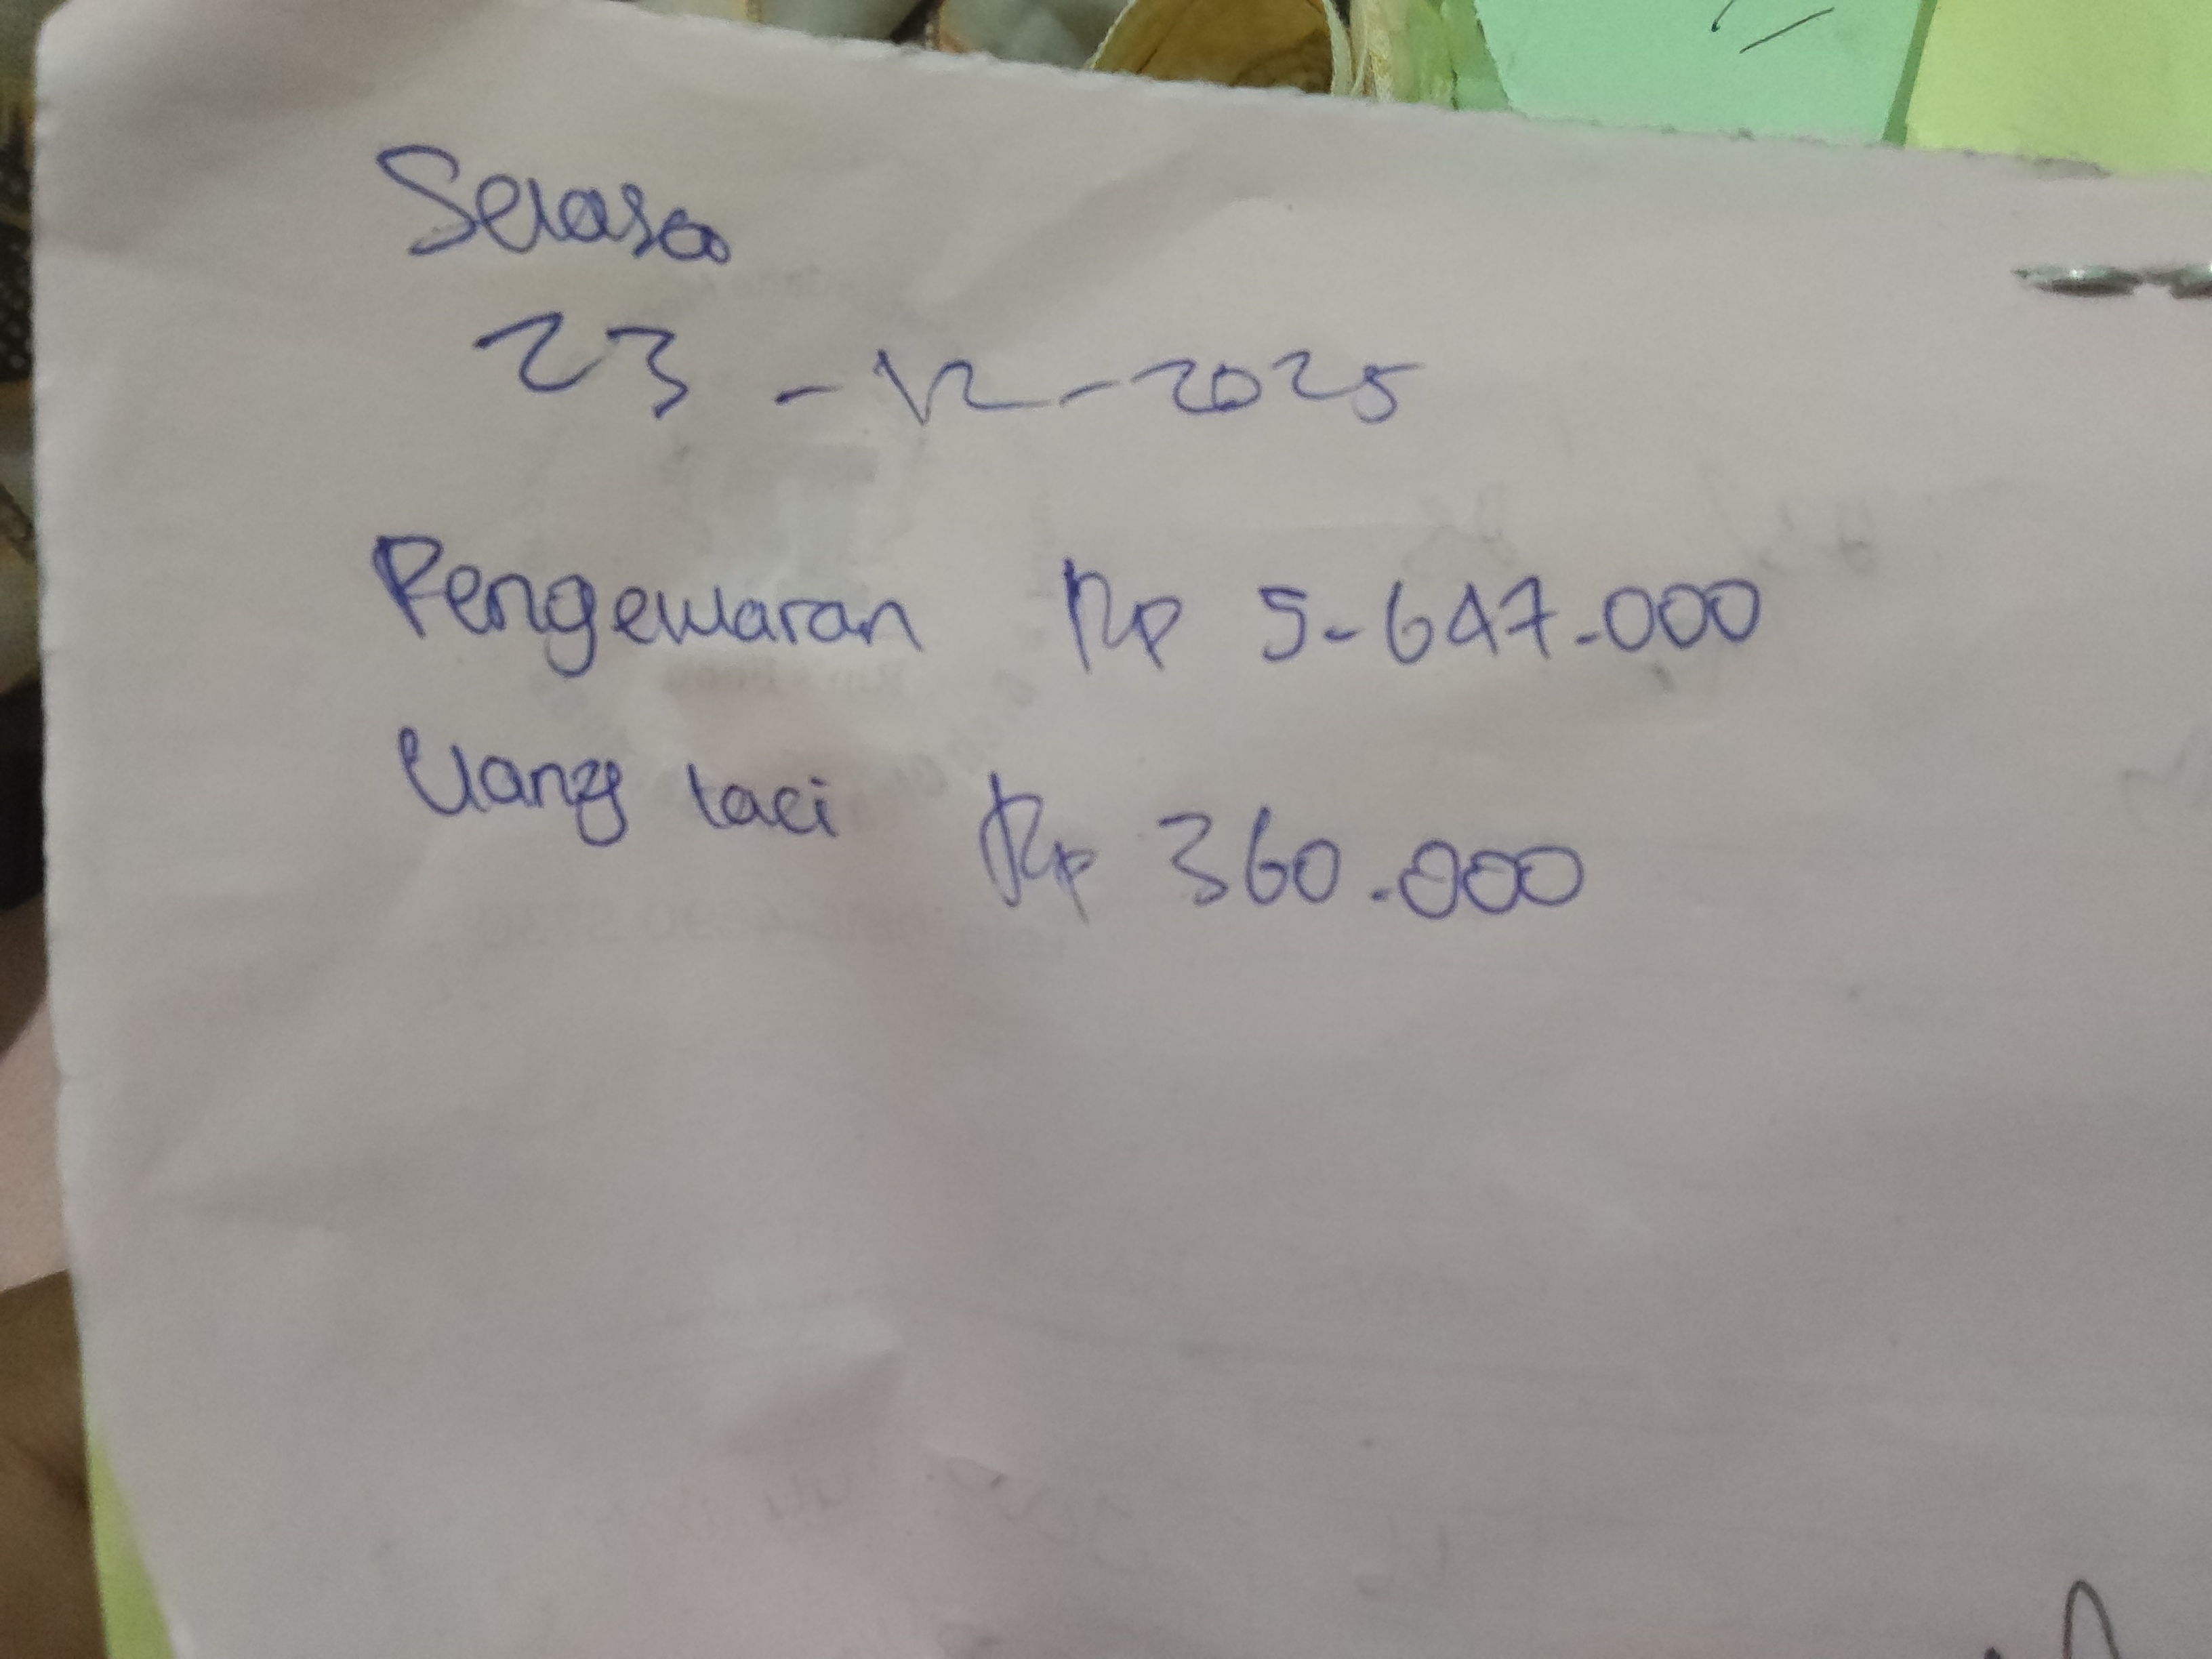 Selasa
23-12-2025
Pengeluaran Rp 5-647-000
Uang laci Rp 360.000